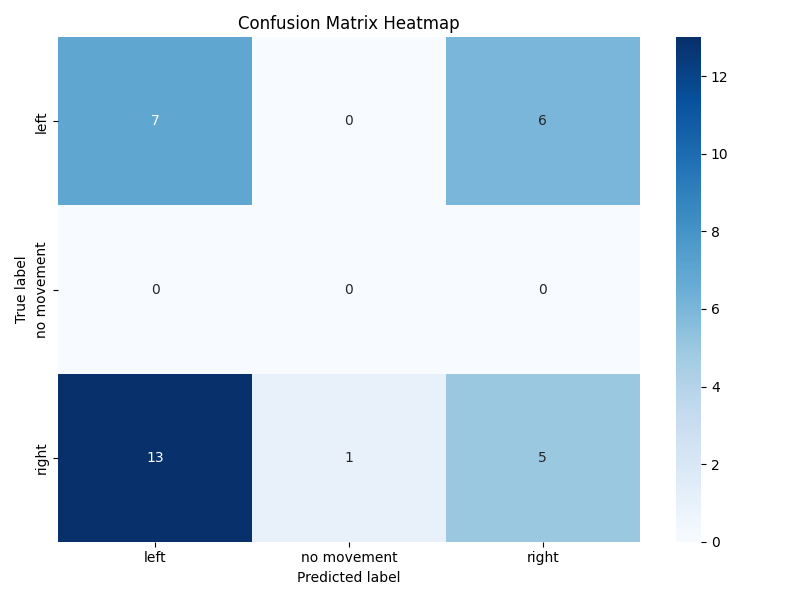 Confusion Matrix Heatmap
True label
left
7 0 6
no movement
0 0 0
right
13 1 5
left no movement right
Predicted label
12
10
8
6
4
2
0